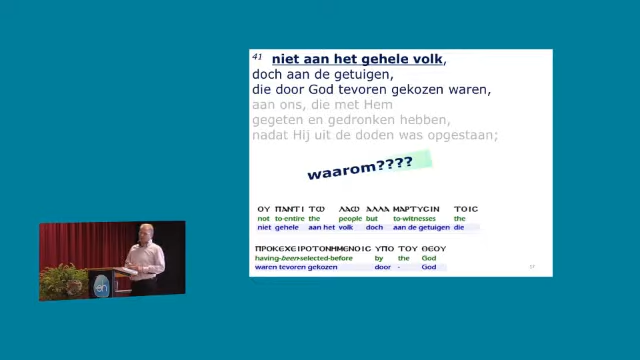 41 niet aan het gehele volk,
doch aan de getuigen,
die door God tevoren gekozen waren,
aan ons, die met Hem
gegeten en gedronken hebben,
nadat Hij uit de doden was opgestaan;
waarom????
ΟΥ ΠΑΝΤΙ ΤΩ ΛΑΩ ΑΛΛΑ ΜΑΡΤΥϹΙΝ ΤΟΙϹ
not to-entire the people but to-witnesses the
niet gehele aan het volk doch aan de getuigen die
ΠΡΟΚΕΧΕΙΡΟΤΟΝΗΜΕΝΟΙϹ ΥΠΟ ΤΟΥ ΘΕΟΥ
having-been-selected-before by the God
waren tevoren gekozen door - God
17